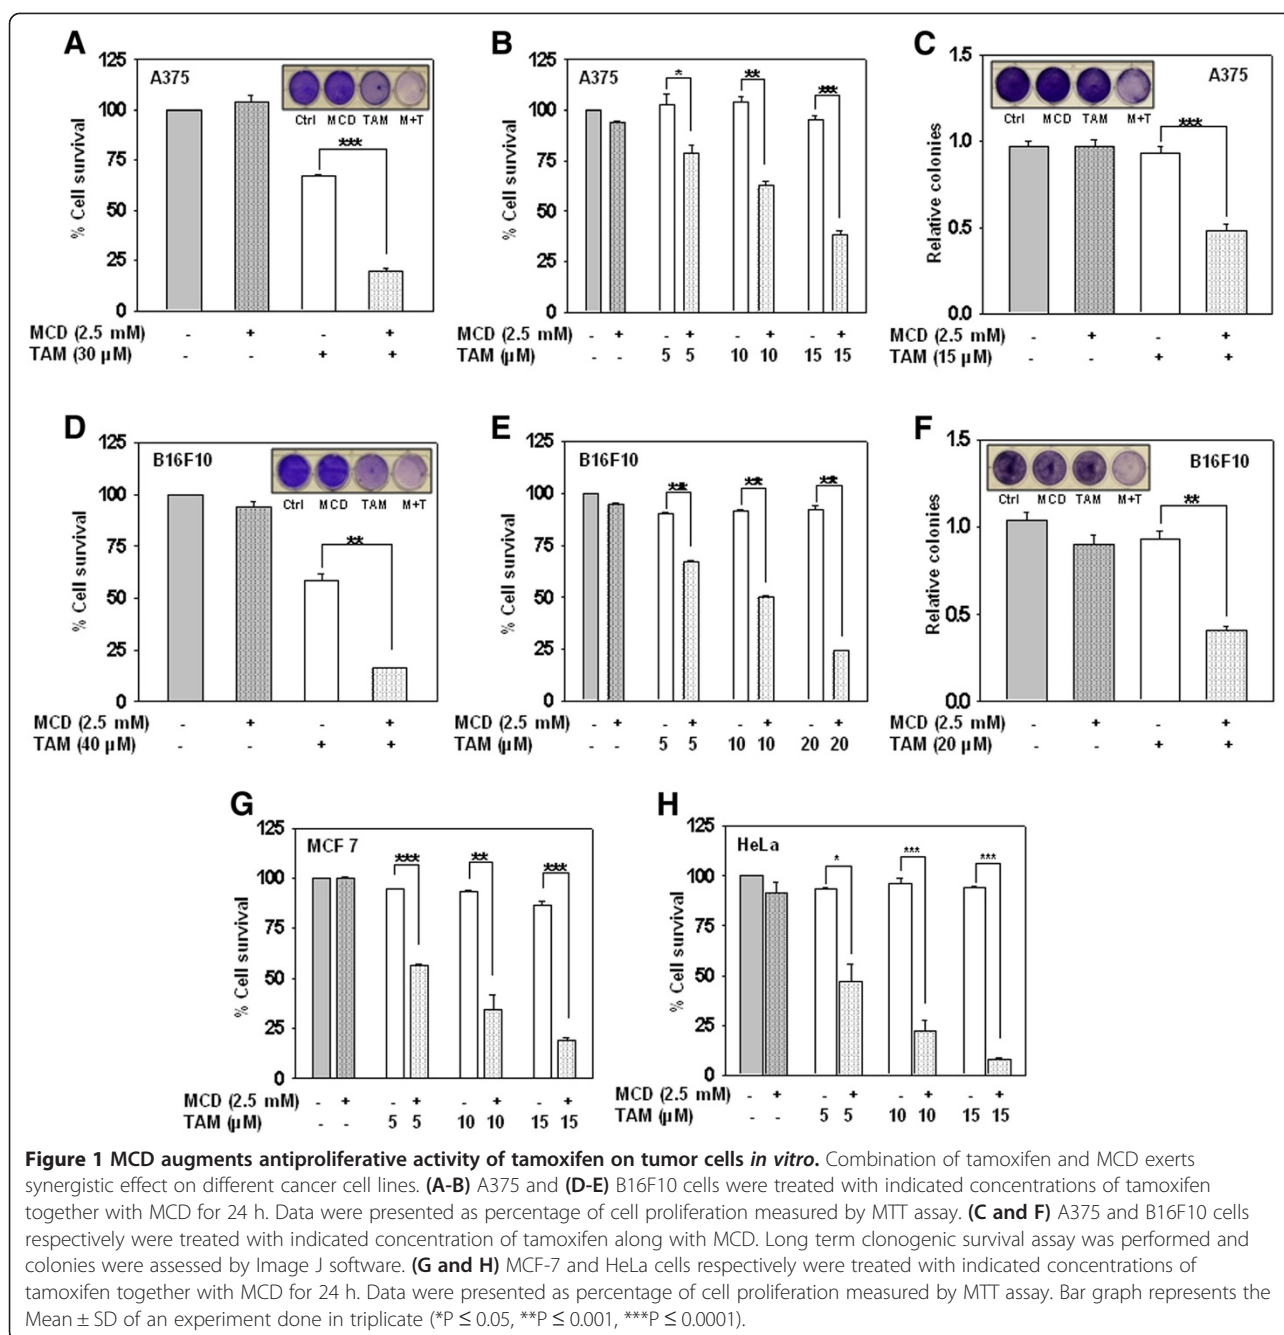 A
125
100
75
50
25
0
% Cell survival
A375
Ctrl MCD TAM M+T
***
MCD (2.5 mM) - + - +
TAM (30 µM) - - + +
B
125
100
75
50
25
0
% Cell survival
A375
* ** ***
MCD (2.5 mM) - + - + - + - +
TAM (µM) - - 5 5 10 10 15 15
C
1.5
1.0
0.5
0.0
Relative colonies
A375
Ctrl MCD TAM M+T
***
MCD (2.5 mM) - + - +
TAM (15 µM) - - + +
D
125
100
75
50
25
0
% Cell survival
B16F10
Ctrl MCD TAM M+T
**
MCD (2.5 mM) - + - +
TAM (40 µM) - - + +
E
125
100
75
50
25
0
% Cell survival
B16F10
MCD (2.5 mM) - + - + - + - +
TAM (µM) - - 5 5 10 10 20 20
F
1.5
1.0
0.5
0.0
Relative colonies
B16F10
Ctrl MCD TAM M+T
**
MCD (2.5 mM) - + - +
TAM (20 µM) - - + +
G
125
100
75
50
25
0
% Cell survival
MCF 7
*** ** ***
MCD (2.5 mM) - + - + - + - +
TAM (µM) - - 5 5 10 10 15 15
H
125
100
75
50
25
0
% Cell survival
HeLa
* *** ***
MCD (2.5 mM) - + - + - + - +
TAM (µM) - - 5 5 10 10 15 15
Figure 1 MCD augments antiproliferative activity of tamoxifen on tumor cells in vitro. Combination of tamoxifen and MCD exerts
synergistic effect on different cancer cell lines. (A-B) A375 and (D-E) B16F10 cells were treated with indicated concentrations of tamoxifen
together with MCD for 24 h. Data were presented as percentage of cell proliferation measured by MTT assay. (C and F) A375 and B16F10 cells
respectively were treated with indicated concentration of tamoxifen along with MCD. Long term clonogenic survival assay was performed and
colonies were assessed by Image J software. (G and H) MCF-7 and HeLa cells respectively were treated with indicated concentrations of
tamoxifen together with MCD for 24 h. Data were presented as percentage of cell proliferation measured by MTT assay. Bar graph represents the
Mean ± SD of an experiment done in triplicate (*P ≤ 0.05, **P ≤ 0.001, ***P ≤ 0.0001).